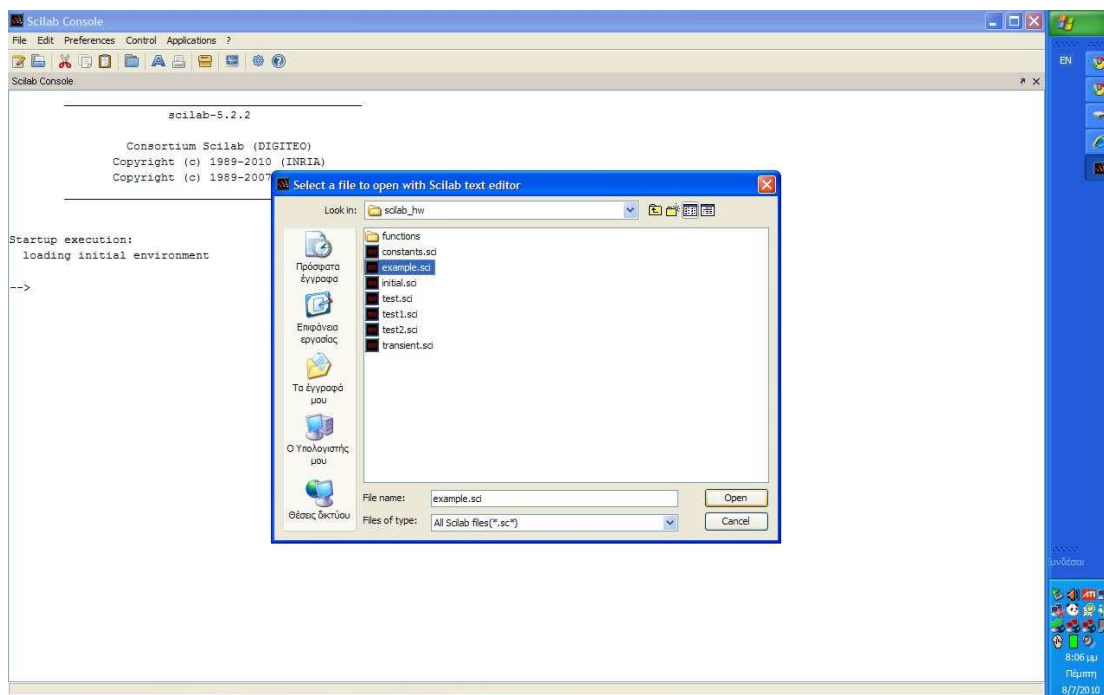 Scilab Console
File Edit Preferences Control Applications ?
Scilab Console
scilab-5.2.2
Consortium Scilab (DIGITEO)
Copyright (c) 1989-2010 (INRIA)
Copyright (c) 1989-2007
Startup execution:
loading initial environment
-->
Select a file to open with Scilab text editor
Look in:
scilab_hw
Πρόσφατα
έγγραφα
Επιφάνεια
εργασίας
Τα έγγραφά
μου
Ο Υπολογιστής
μου
Θέσεις δικτύου
functions
constants.sci
example.sci
initial.sci
test.sci
test1.sci
test2.sci
transient.sci
File name:
example.sci
Open
Files of type:
All Scilab files(*.sc*)
Cancel
EN
8:06 μμ
Πέμπτη
8/7/2010